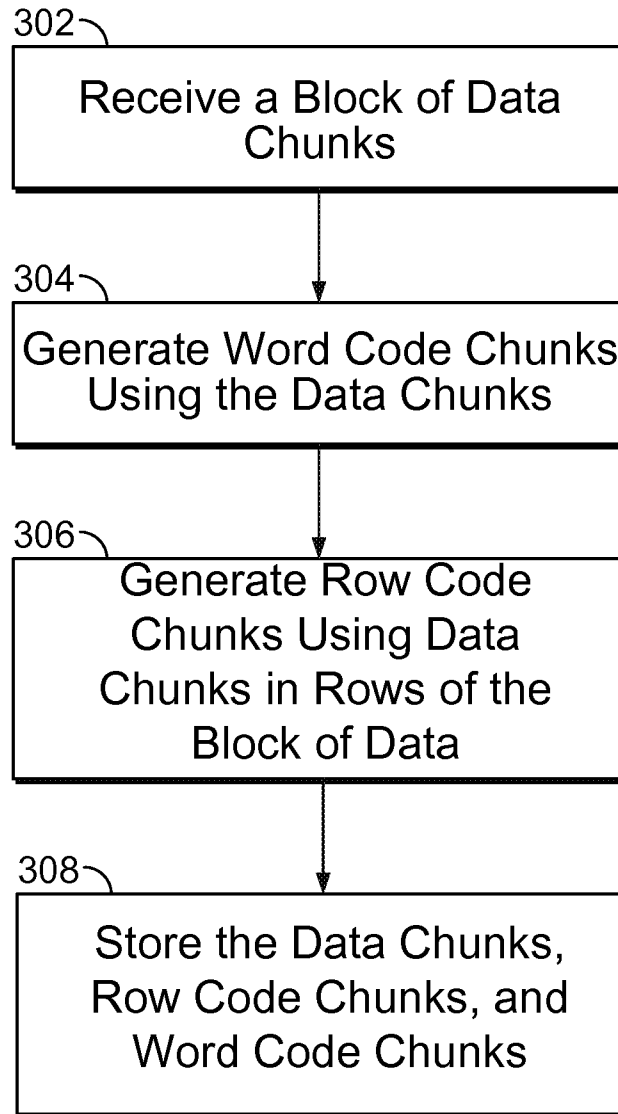 302
Receive a Block of Data
Chunks
304
Generate Word Code Chunks
Using the Data Chunks
306
Generate Row Code
Chunks Using Data
Chunks in Rows of the
Block of Data
308
Store the Data Chunks,
Row Code Chunks, and
Word Code Chunks